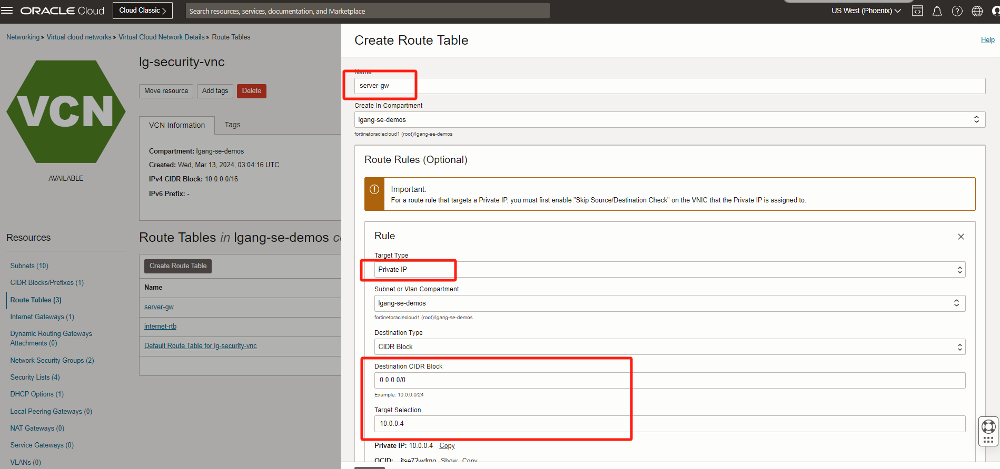 ORACLE Cloud
Cloud Classic >
Search resources, services, documentation, and Marketplace
US West (Phoenix)
Networking » Virtual cloud networks » Virtual Cloud Network Details » Route Tables
VCN
AVAILABLE
lg-security-vnc
Move resource
Add tags
Delete
VCN Information
Tags
Compartment: lgang-se-demos
Created: Wed, Mar 13, 2024, 03:04:16 UTC
IPv4 CIDR Block: 10.0.0.0/16
IPv6 Prefix: -
Resources
Subnets (10)
CIDR Blocks/Prefixes (1)
Route Tables (3)
Internet Gateways (1)
Dynamic Routing Gateways
Attachments (0)
Network Security Groups (2)
Security Lists (4)
DHCP Options (1)
Local Peering Gateways (0)
NAT Gateways (0)
Service Gateways (0)
VLANs (0)
Route Tables in lgang-se-demos
Create Route Table
Name
server-gw
internet-rtb
Default Route Table for lg-security-vnc
Create Route Table
Help
Name
server-gw
Create In Compartment
lgang-se-demos
fortinetoraclecloud1 (root)/lgang-se-demos
Route Rules (Optional)
Important:
For a route rule that targets a Private IP, you must first enable "Skip Source/Destination Check" on the VNIC that the Private IP is assigned to.
Rule
Target Type
Private IP
Subnet or Vlan Compartment
lgang-se-demos
fortinetoraclecloud1 (root)/lgang-se-demos
Destination Type
CIDR Block
Destination CIDR Block
0.0.0.0/0
Example: 10.0.0.0/24
Target Selection
10.0.0.4
Private IP: 10.0.0.4 Copy
OCID: ...itse72wdmq Show Copy